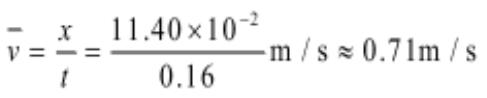 v̄ = x/t = 11.40×10⁻²/0.16 m / s ≈ 0.71m / s